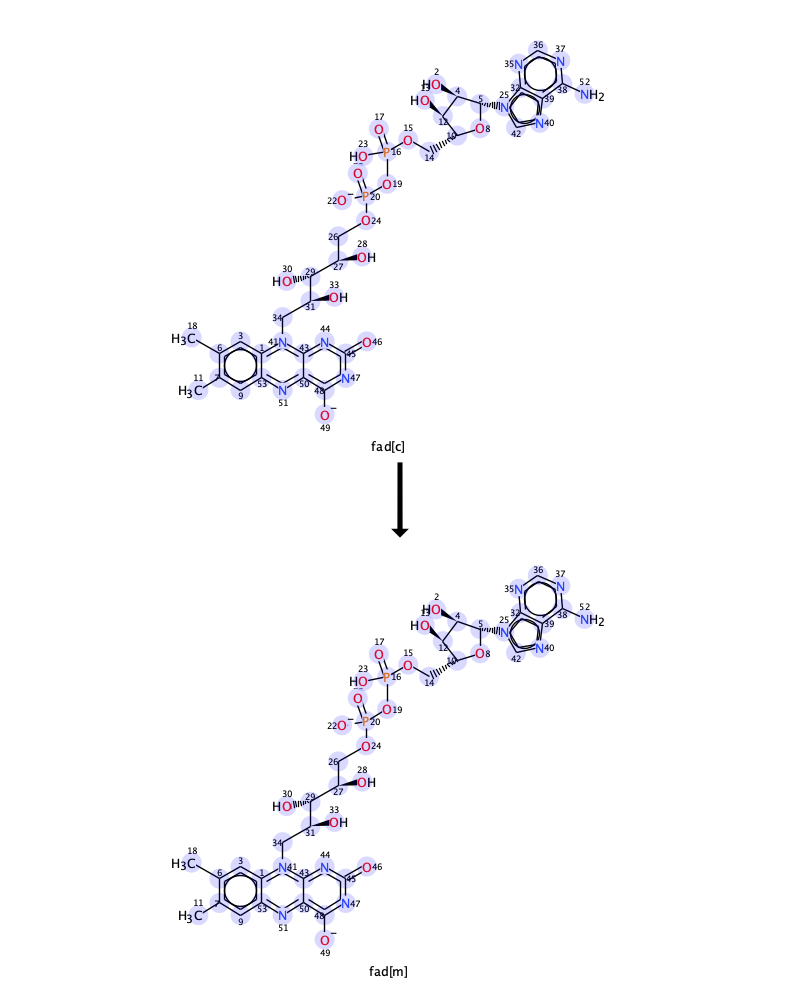 36
35 N N 37
32 38 52
2 39 NH2
HO 4 5 25 N
HO 12 N 40
17 15 10 O 8 42
O O
23 P 16 14
HO
O O 19
22 O − P 20
O 24
26 28
27 OH
30 29 33
HO 31 OH
34
18 3 41 N 44
H3C 6 1 43 N O 46
45
11 7 53 50 N 47
H3C 9 N 48
51
O −
49
fad[c]
36
35 N N 37
32 38 52
2 39 NH2
HO 4 5 25 N
HO 12 N 40
17 15 10 O 8 42
O O
23 P 16 14
HO
O O 19
22 O − P 20
O 24
26 28
27 OH
30 29 33
HO 31 OH
34
18 3 N 41 44
H3C 6 1 43 N O 46
45
11 7 53 50 N 47
H3C 9 N 48
51
O −
49
fad[m]